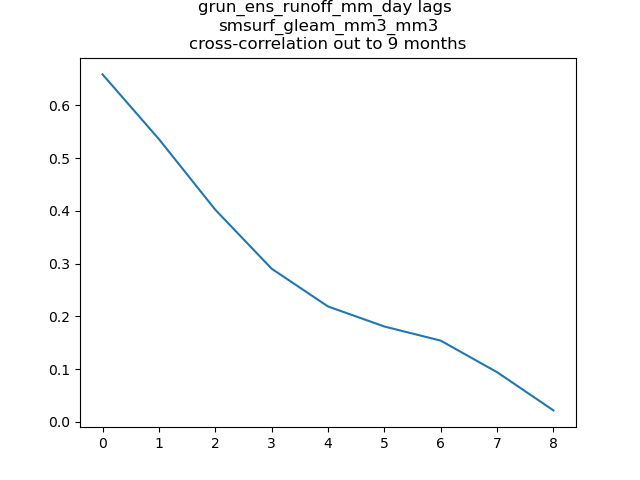 grun_ens_runoff_mm_day lags
smsurf_gleam_mm3_mm3
cross-correlation out to 9 months
0.6
0.5
0.4
0.3
0.2
0.1
0.0
0 1 2 3 4 5 6 7 8